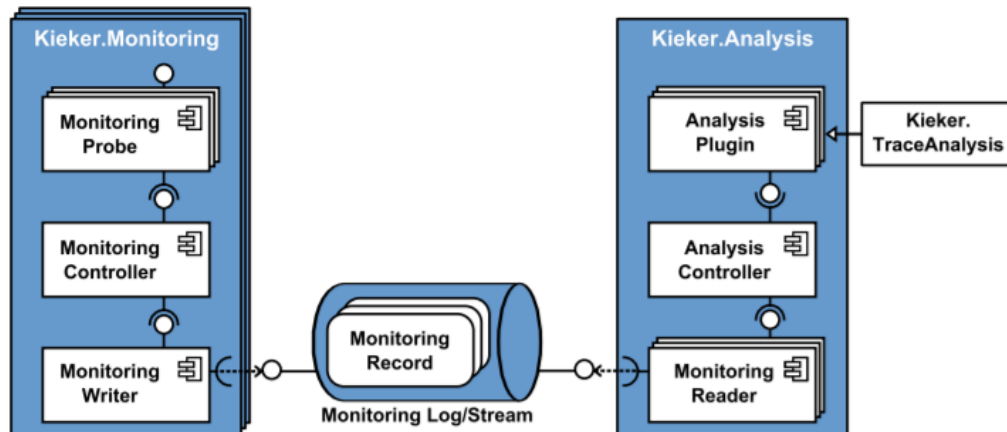 Kieker.Monitoring
Monitoring
Probe
Monitoring
Controller
Monitoring
Writer
Monitoring
Record
Monitoring Log/Stream
Kieker.Analysis
Analysis
Plugin
Kieker.
TraceAnalysis
Analysis
Controller
Monitoring
Reader